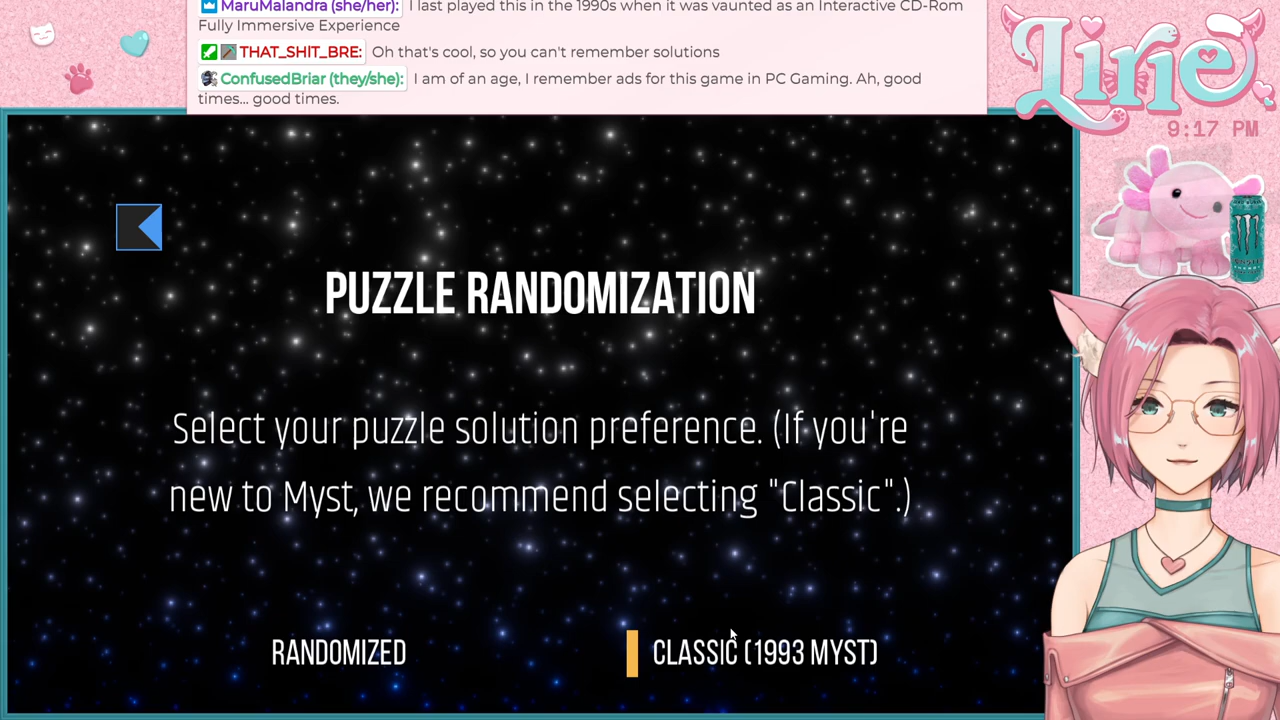 MaruMalandra (she/her): I last played this in the 1990s when it was vaunted as an Interactive CD-Rom
Fully Immersive Experience
THAT_SHIT_BRE: Oh that's cool, so you can't remember solutions
ConfusedBriar (they/she): I am of an age, I remember ads for this game in PC Gaming. Ah, good
times... good times.
Lirie
9:17 PM
PUZZLE RANDOMIZATION
Select your puzzle solution preference. (If you're
new to Myst, we recommend selecting "Classic".)
RANDOMIZED
CLASSIC (1993 MYST)